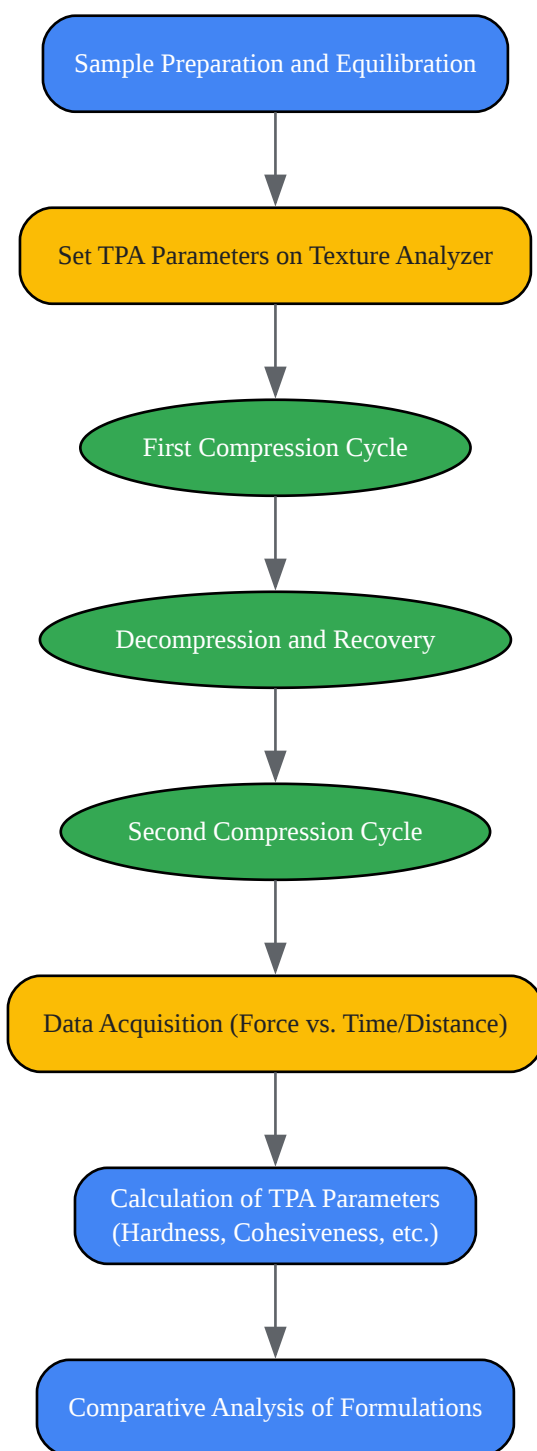 Sample Preparation and Equilibration
Set TPA Parameters on Texture Analyzer
First Compression Cycle
Decompression and Recovery
Second Compression Cycle
Data Acquisition (Force vs. Time/Distance)
Calculation of TPA Parameters
(Hardness, Cohesiveness, etc.)
Comparative Analysis of Formulations